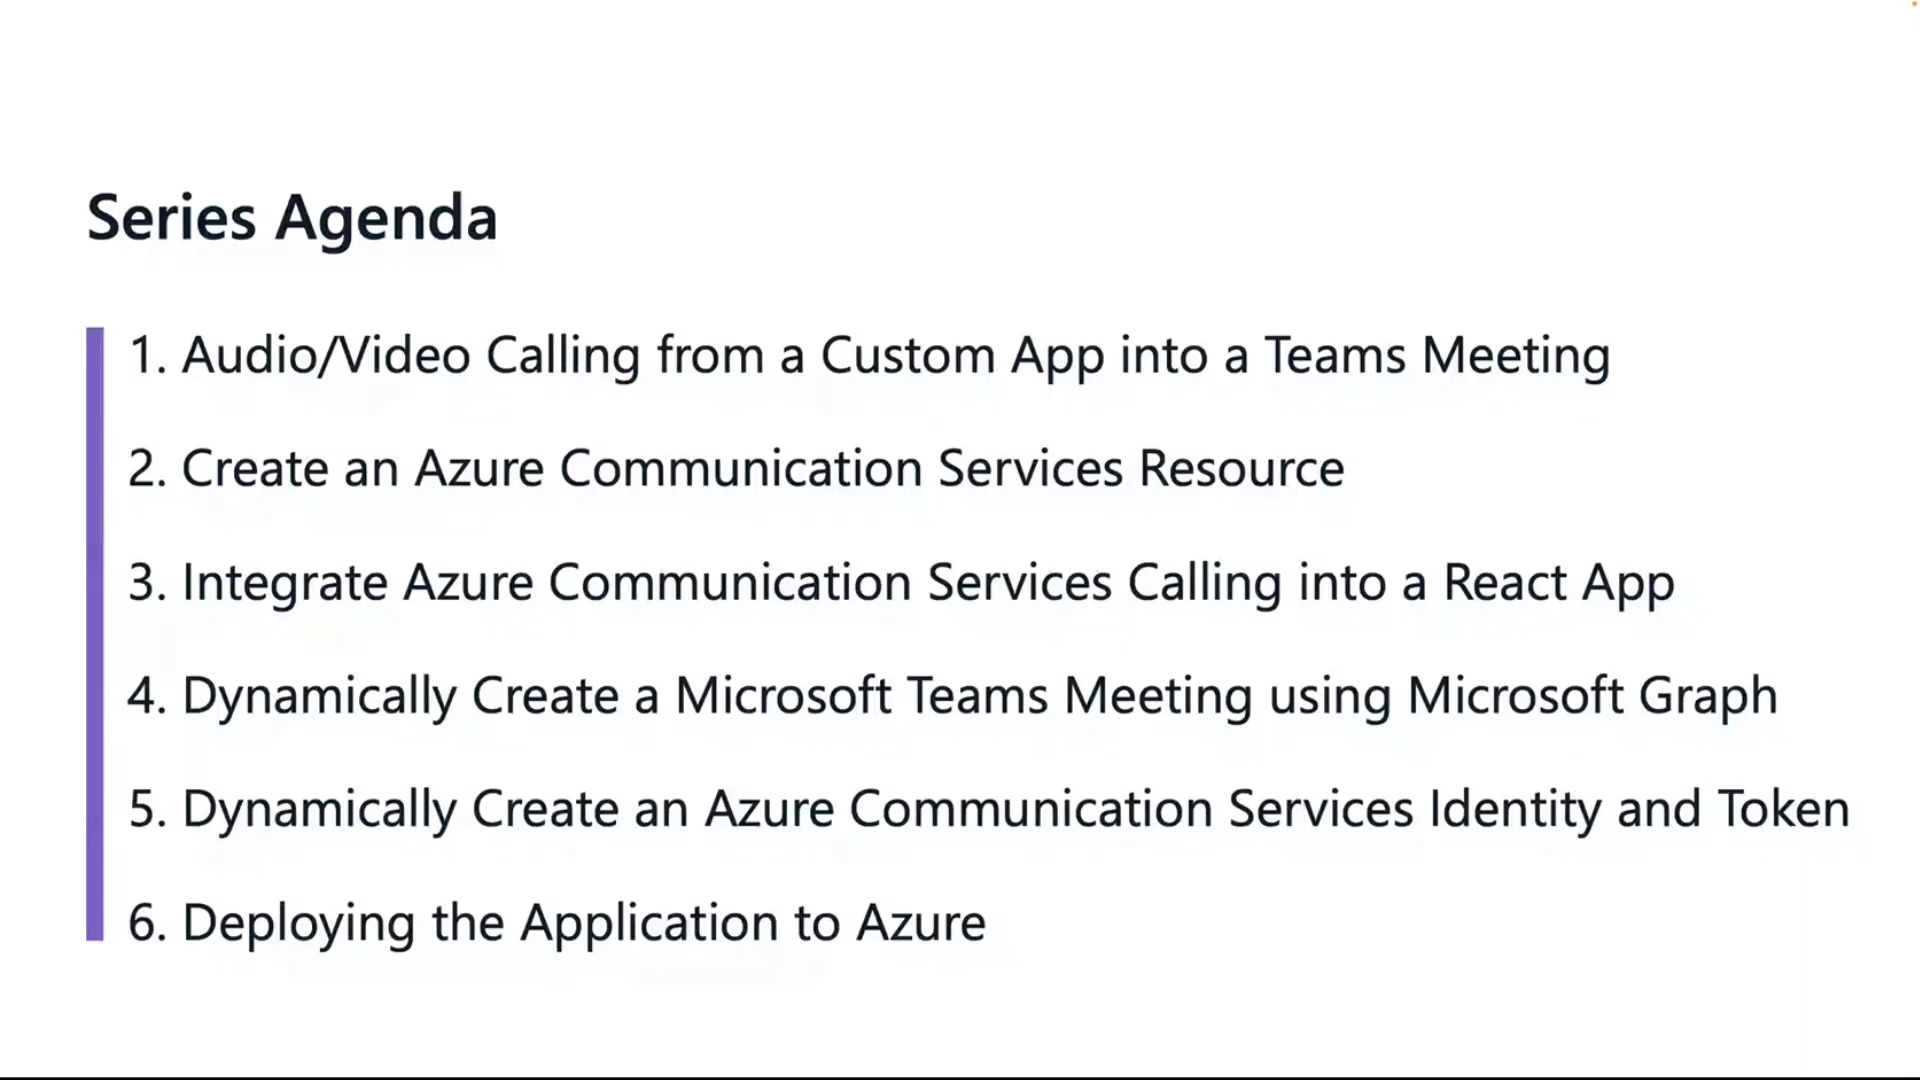 Series Agenda
1. Audio/Video Calling from a Custom App into a Teams Meeting
2. Create an Azure Communication Services Resource
3. Integrate Azure Communication Services Calling into a React App
4. Dynamically Create a Microsoft Teams Meeting using Microsoft Graph
5. Dynamically Create an Azure Communication Services Identity and Token
6. Deploying the Application to Azure